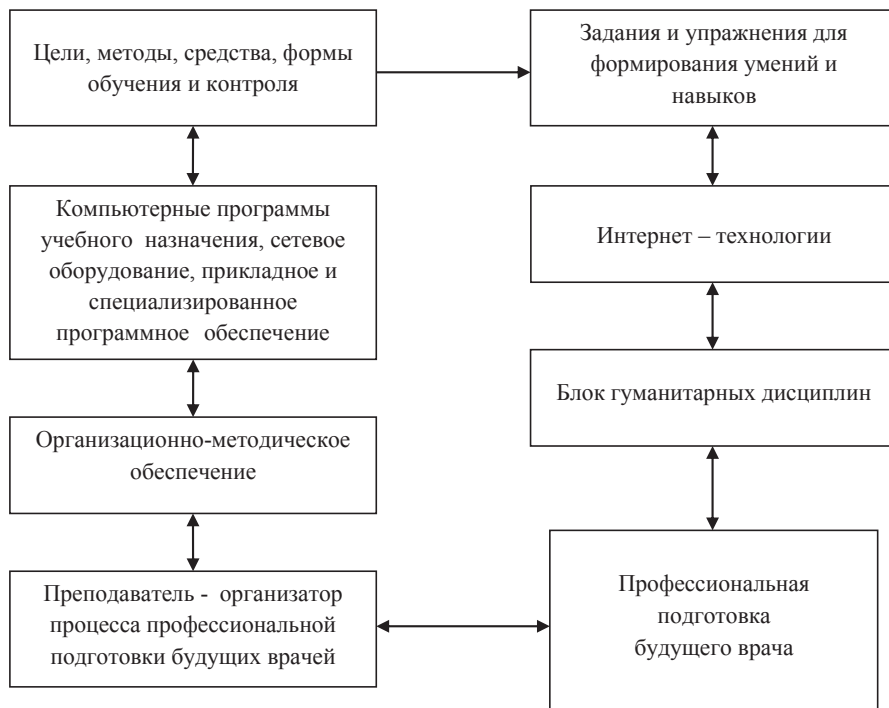 Цели, методы, средства, формы
обучения и контроля
Задания и упражнения для
формирования умений и
навыков
Компьютерные программы
учебного назначения, сетевое
оборудование, прикладное и
специализированное
программное обеспечение
Интернет – технологии
Блок гуманитарных дисциплин
Организационно-методическое
обеспечение
Преподаватель - организатор
процесса профессиональной
подготовки будущих врачей
Профессиональная
подготовка
будущего врача